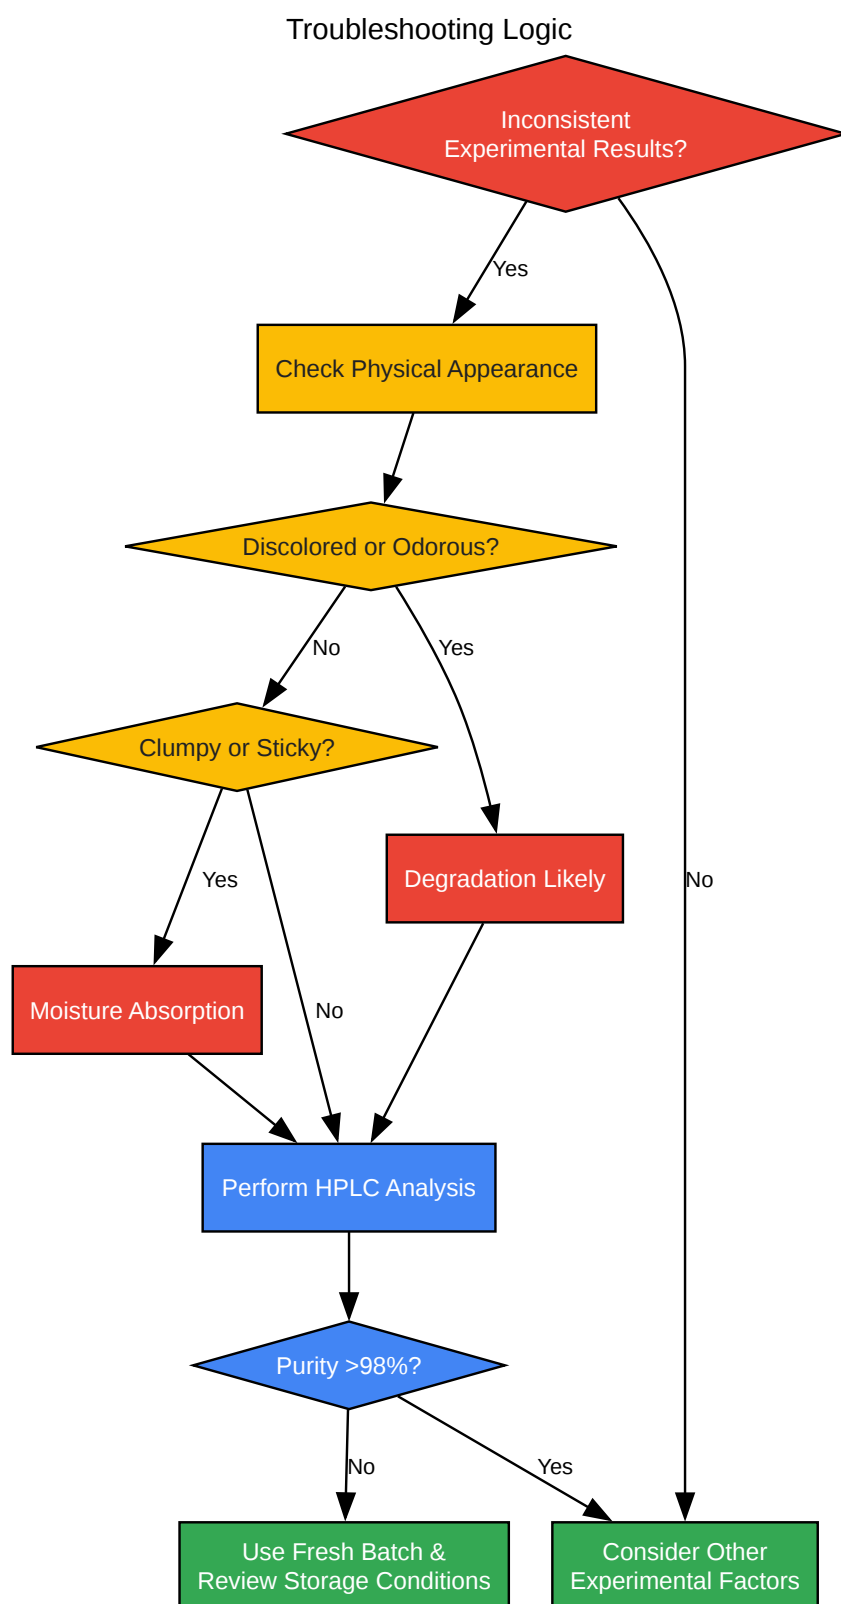 Troubleshooting Logic
Inconsistent
Experimental Results?
Yes
Check Physical Appearance
Discolored or Odorous?
No
Yes
Clumpy or Sticky?
Yes
Degradation Likely
No
Moisture Absorption
No
Perform HPLC Analysis
Purity >98%?
No
Yes
Use Fresh Batch &
Review Storage Conditions
Consider Other
Experimental Factors